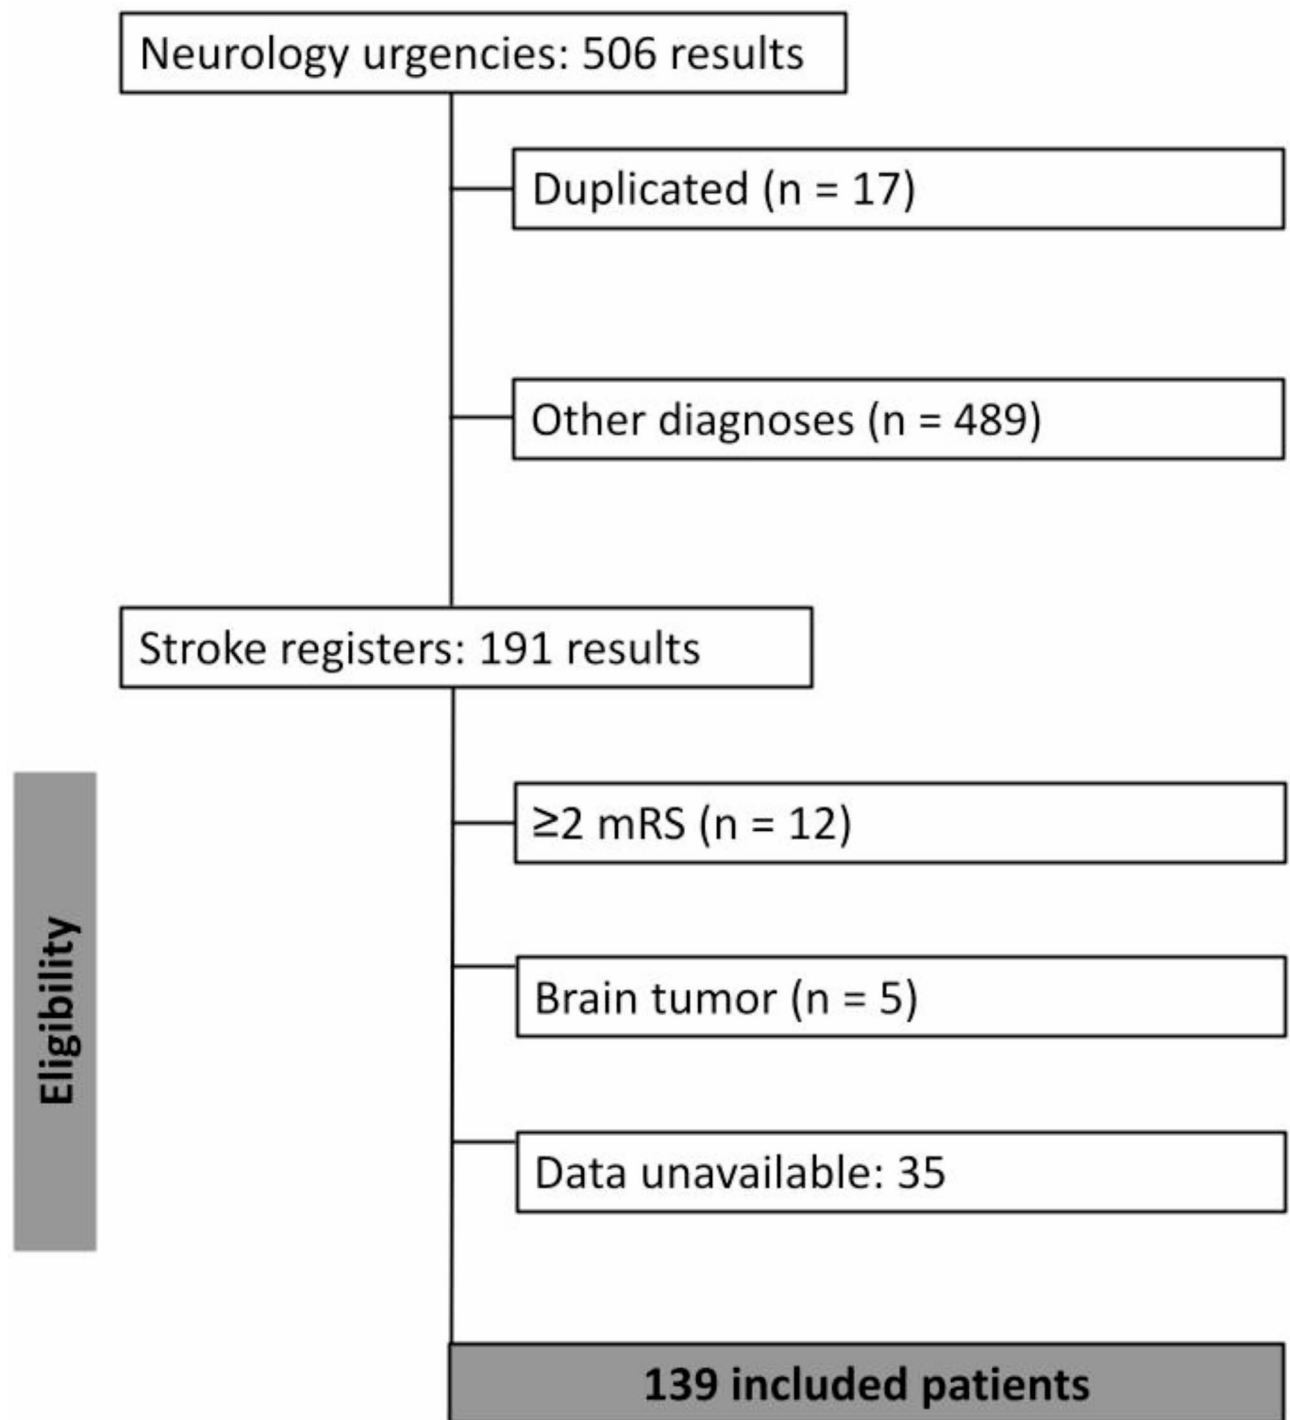 Neurology urgencies: 506 results
Duplicated (n = 17)
Other diagnoses (n = 489)
Stroke registers: 191 results
Eligibility
≥2 mRS (n = 12)
Brain tumor (n = 5)
Data unavailable: 35
139 included patients